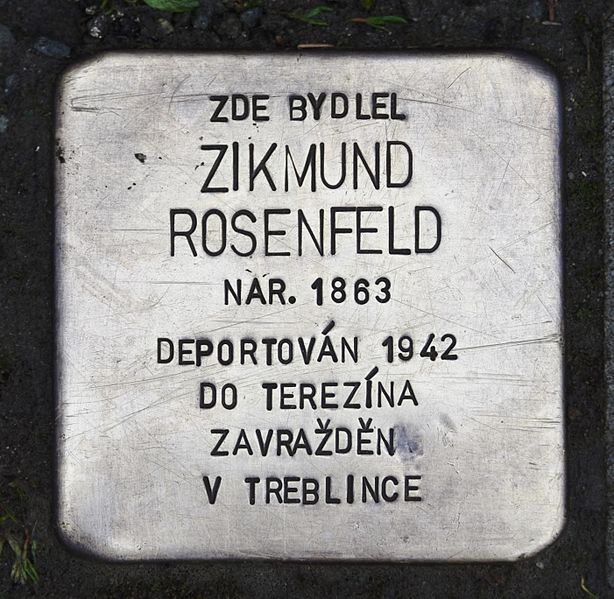 ZDE BYDLEL
ZIKMUND
ROSENFELD
NAR. 1863
DEPORTOVÁN 1942
DO TEREZÍNA
ZAVRAŽDĚN
V TREBLINCE